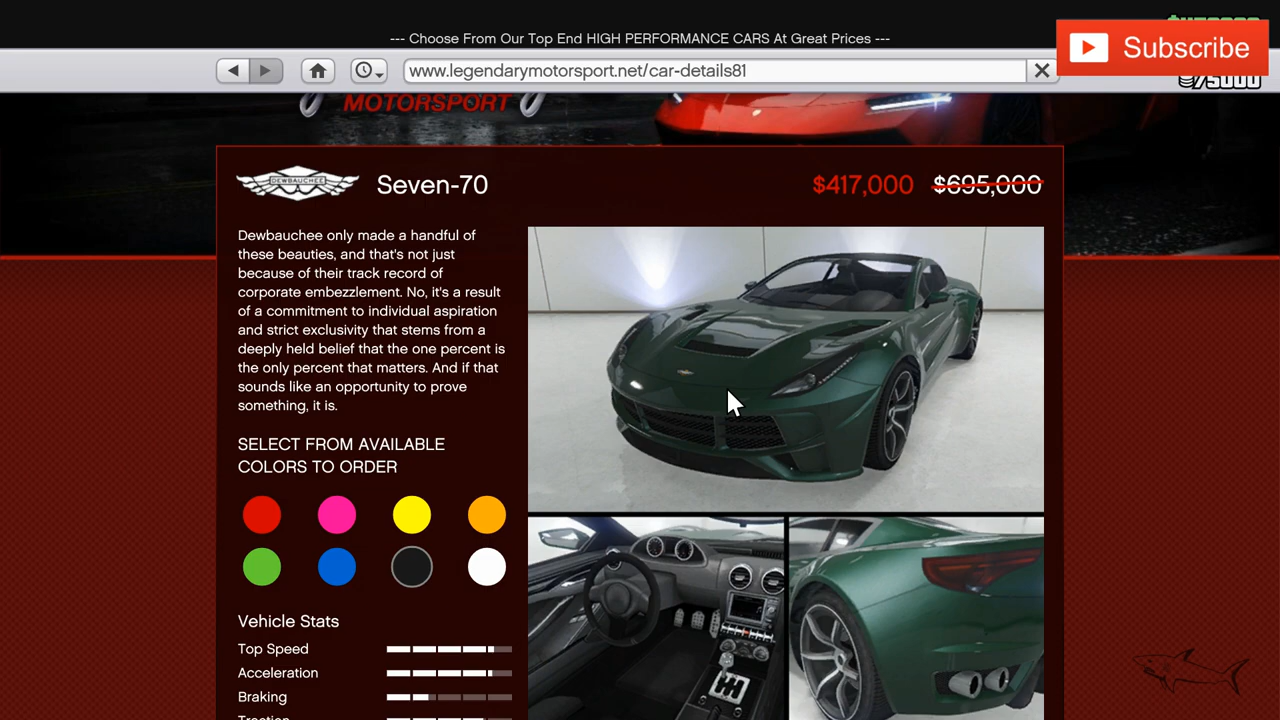 --- Choose From Our Top End HIGH PERFORMANCE CARS At Great Prices ---
Subscribe
www.legendarymotorsport.net/car-details81
/5000
MOTORSPORT
DEWBAUCHEE
Seven-70
$417,000 $695,000
Dewbauchee only made a handful of
these beauties, and that's not just
because of their track record of
corporate embezzlement. No, it's a result
of a commitment to individual aspiration
and strict exclusivity that stems from a
deeply held belief that the one percent is
the only percent that matters. And if that
sounds like an opportunity to prove
something, it is.
SELECT FROM AVAILABLE
COLORS TO ORDER
Vehicle Stats
Top Speed
Acceleration
Braking
Traction